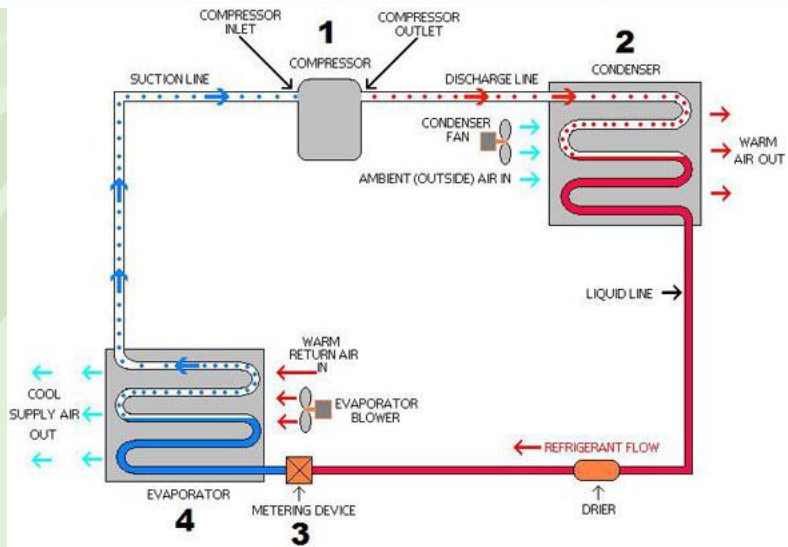 COMPRESSOR
INLET
1
COMPRESSOR
OUTLET
2
SUCTION LINE
COMPRESSOR
DISCHARGE LINE
CONDENSER
CONDENSER
FAN
WARM
AIR OUT
AMBIENT (OUTSIDE) AIR IN
LIQUID LINE
WARM
RETURN AIR
IN
COOL
SUPPLY AIR
OUT
EVAPORATOR
BLOWER
REFRIGERANT FLOW
EVAPORATOR
4
METERING DEVICE
3
DRIER